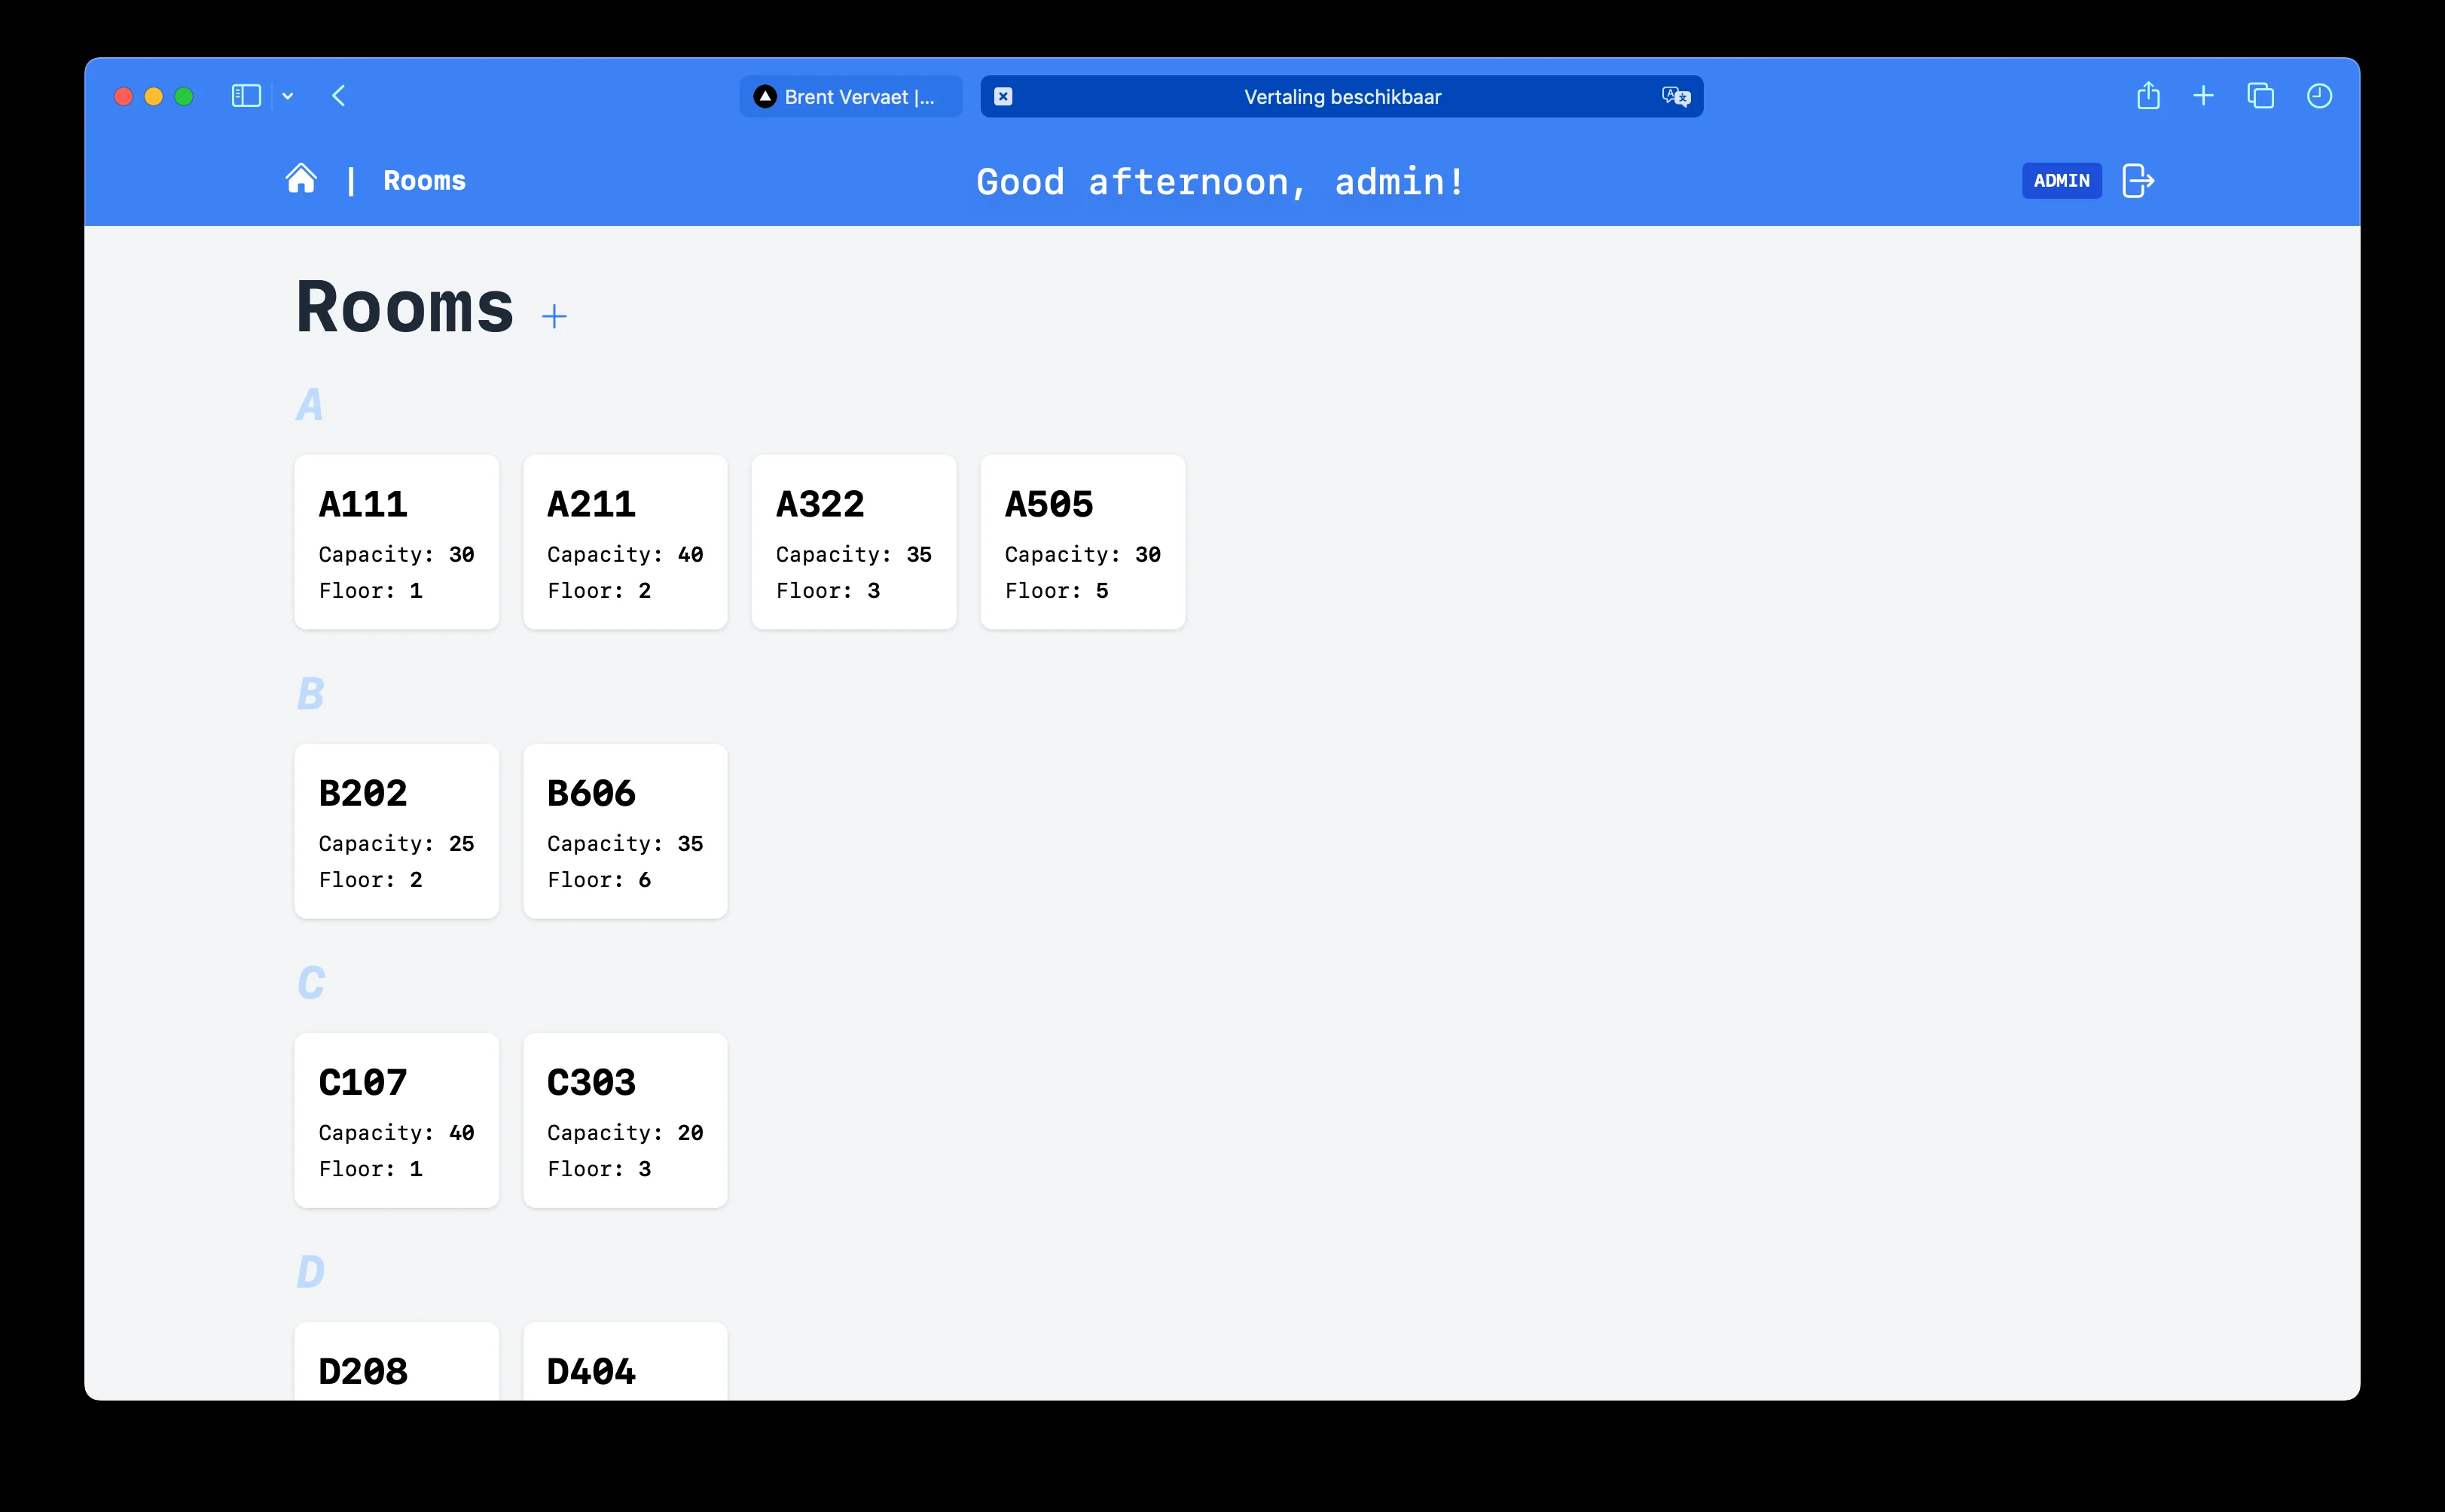 Brent Vervaet |...
Vertaling beschikbaar
| Rooms
Good afternoon, admin!
ADMIN
Rooms +
A
A111
Capacity: 30
Floor: 1
A211
Capacity: 40
Floor: 2
A322
Capacity: 35
Floor: 3
A505
Capacity: 30
Floor: 5
B
B202
Capacity: 25
Floor: 2
B606
Capacity: 35
Floor: 6
C
C107
Capacity: 40
Floor: 1
C303
Capacity: 20
Floor: 3
D
D208
D404